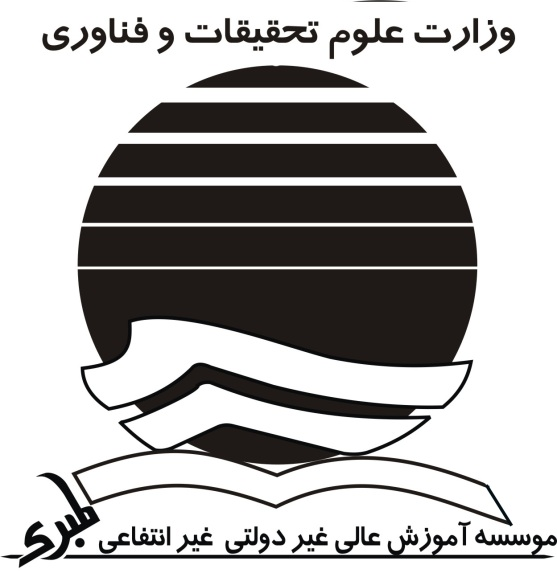 وزارت علوم تحقیقات و فناوری
موسسه آموزش عالی غیر دولتی غیر انتفاعی طبری